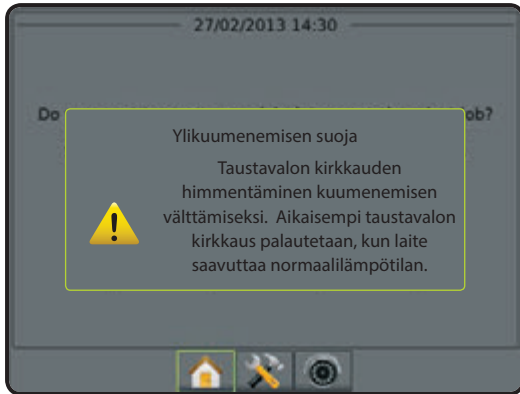 27/02/2013 14:30
Do
ob?
Ylikuumenemisen suoja
Taustavalon kirkkauden
himmentäminen kuumenemisen
välttämiseksi. Aikaisempi taustavalon
kirkkaus palautetaan, kun laite
saavuttaa normaalilämpötilan.